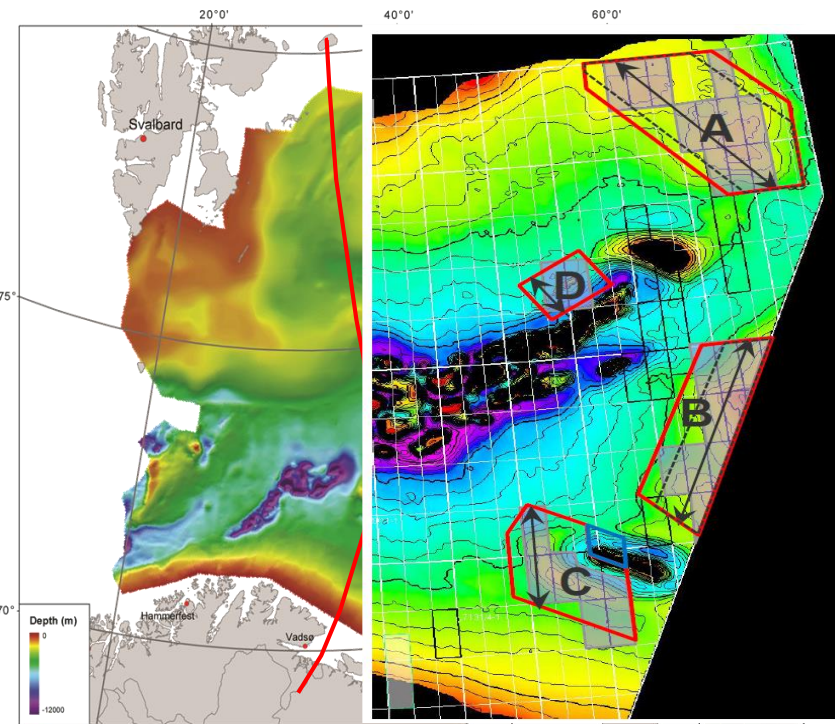 20°0'
40°0'
60°0'
Svalbard
A
D
75°
B
C
70°
Hammerfest
Vadsø
Depth (m)
0
-12000